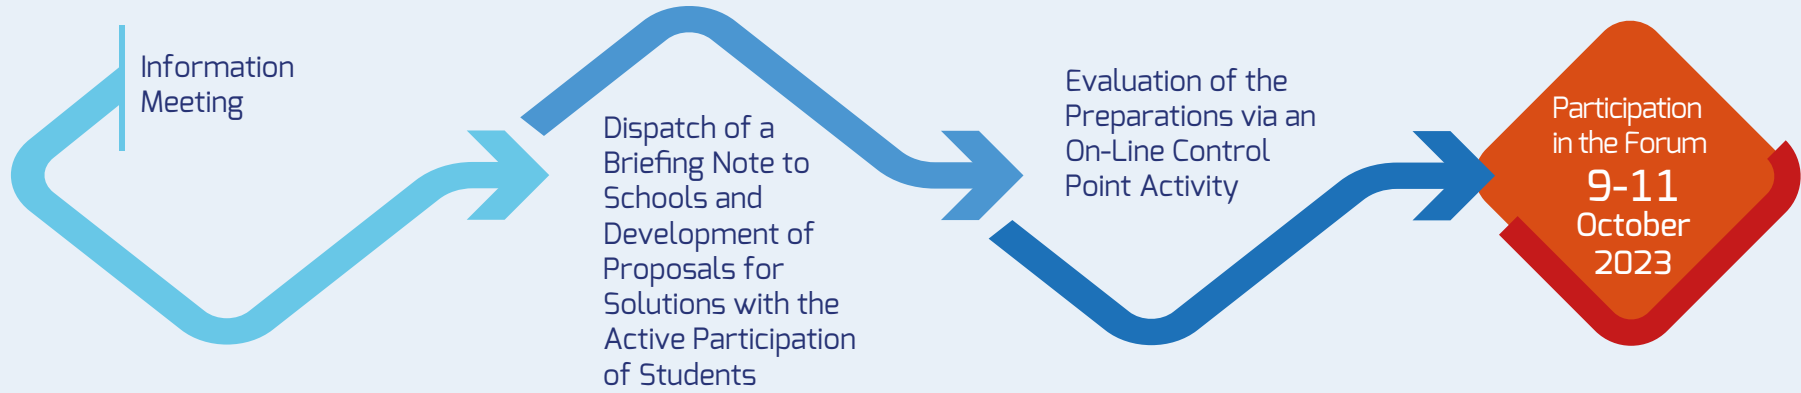 Information
Meeting
Dispatch of a
Briefing Note to
Schools and
Development of
Proposals for
Solutions with the
Active Participation
of Students
Evaluation of the
Preparations via an
On-Line Control
Point Activity
Participation
in the Forum
9-11
October
2023